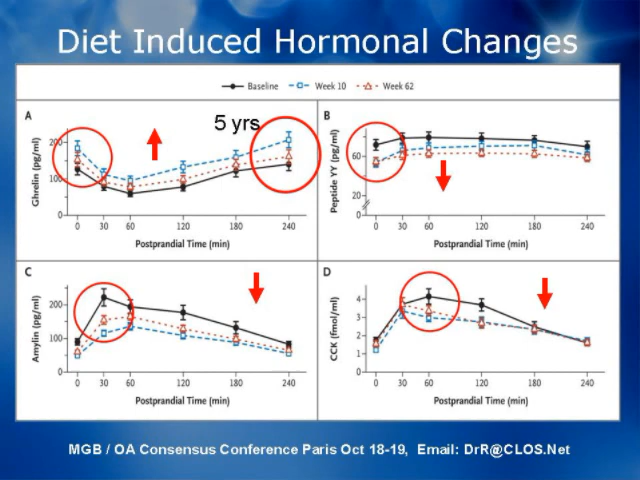 Diet Induced Hormonal Changes
Baseline Week 10 Week 62
A
5 yrs
Ghrelin (pg/ml)
200
100
0
0 30 60 120 180 240
Postprandial Time (min)
B
Peptide YY (pg/ml)
60
20
0
0 30 60 120 180 240
Postprandial Time (min)
C
Amylin (pg/ml)
200
100
0
0 30 60 120 180 240
Postprandial Time (min)
D
CCK (fmol/ml)
4
3
2
1
0
0 30 60 120 180 240
Postprandial Time (min)
MGB / OA Consensus Conference Paris Oct 18-19, Email: DrR@CLOS.Net